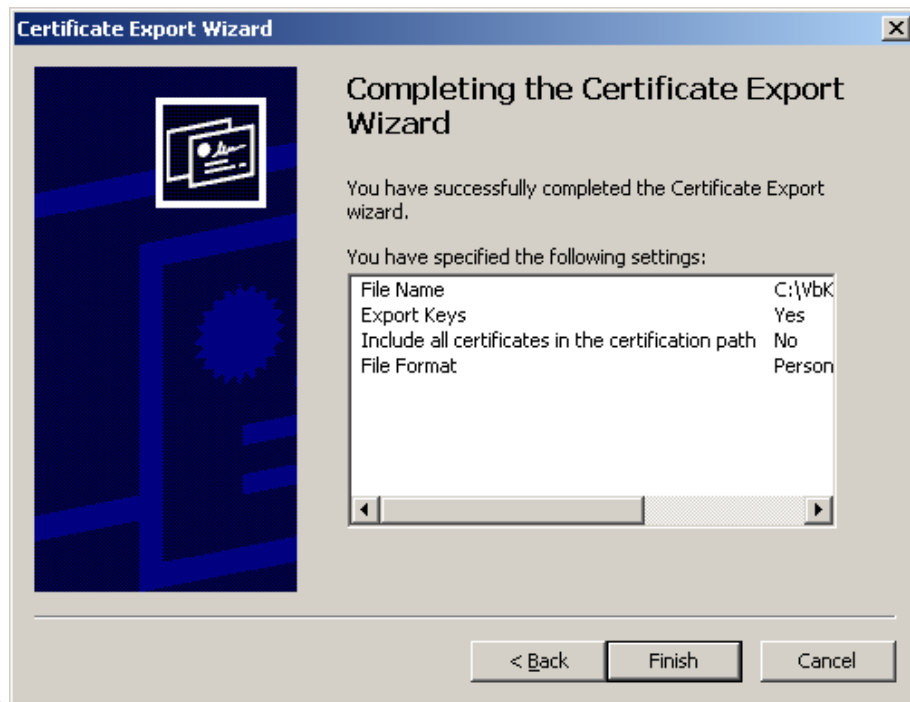 Certificate Export Wizard
Completing the Certificate Export
Wizard
You have successfully completed the Certificate Export
wizard.
You have specified the following settings:
File Name C:\VbK
Export Keys Yes
Include all certificates in the certification path No
File Format Person
< Back Finish Cancel